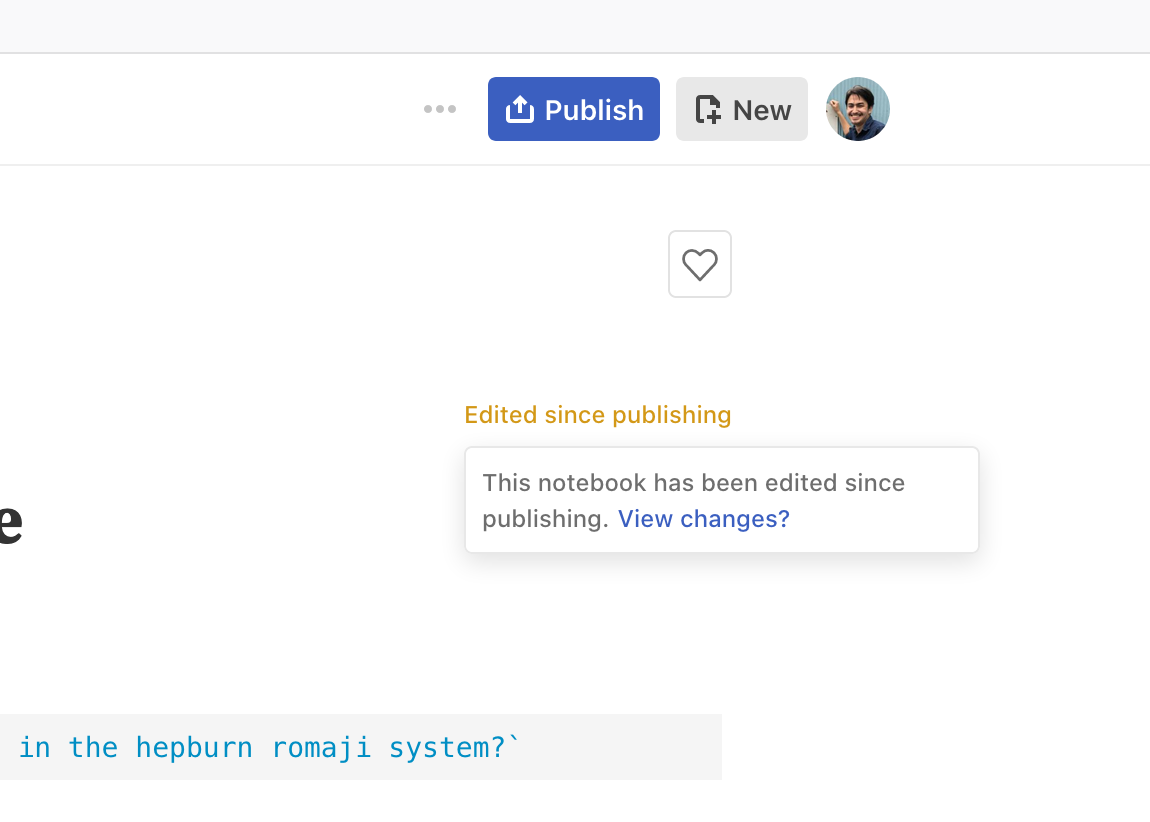 Publish
New
Edited since publishing
This notebook has been edited since
publishing. View changes?
e
in the hepburn romaji system?`